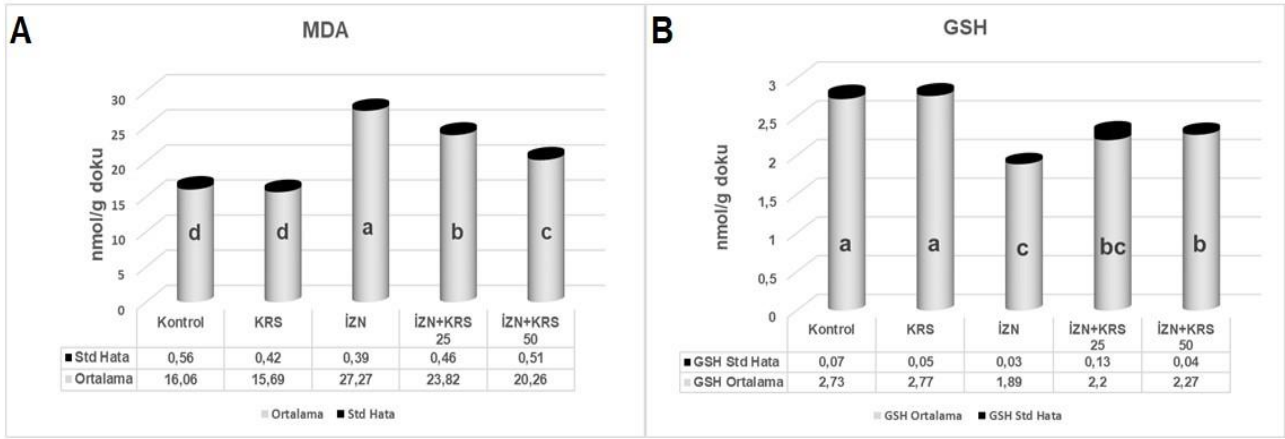 A
MDA
nmol/g doku
30
25
20
15
10
5
0
d d a b c
Kontrol KRS İZN İZN+KRS 25 İZN+KRS 50
Std Hata 0,56 0,42 0,39 0,46 0,51
Ortalama 16,06 15,69 27,27 23,82 20,26
Ortalama Std Hata
B
GSH
nmol/g doku
3
2,5
2
1,5
1
0,5
0
a a c bc b
Kontrol KRS İZN İZN+KRS 25 İZN+KRS 50
GSH Std Hata 0,07 0,05 0,03 0,13 0,04
GSH Ortalama 2,73 2,77 1,89 2,2 2,27
GSH Ortalama GSH Std Hata